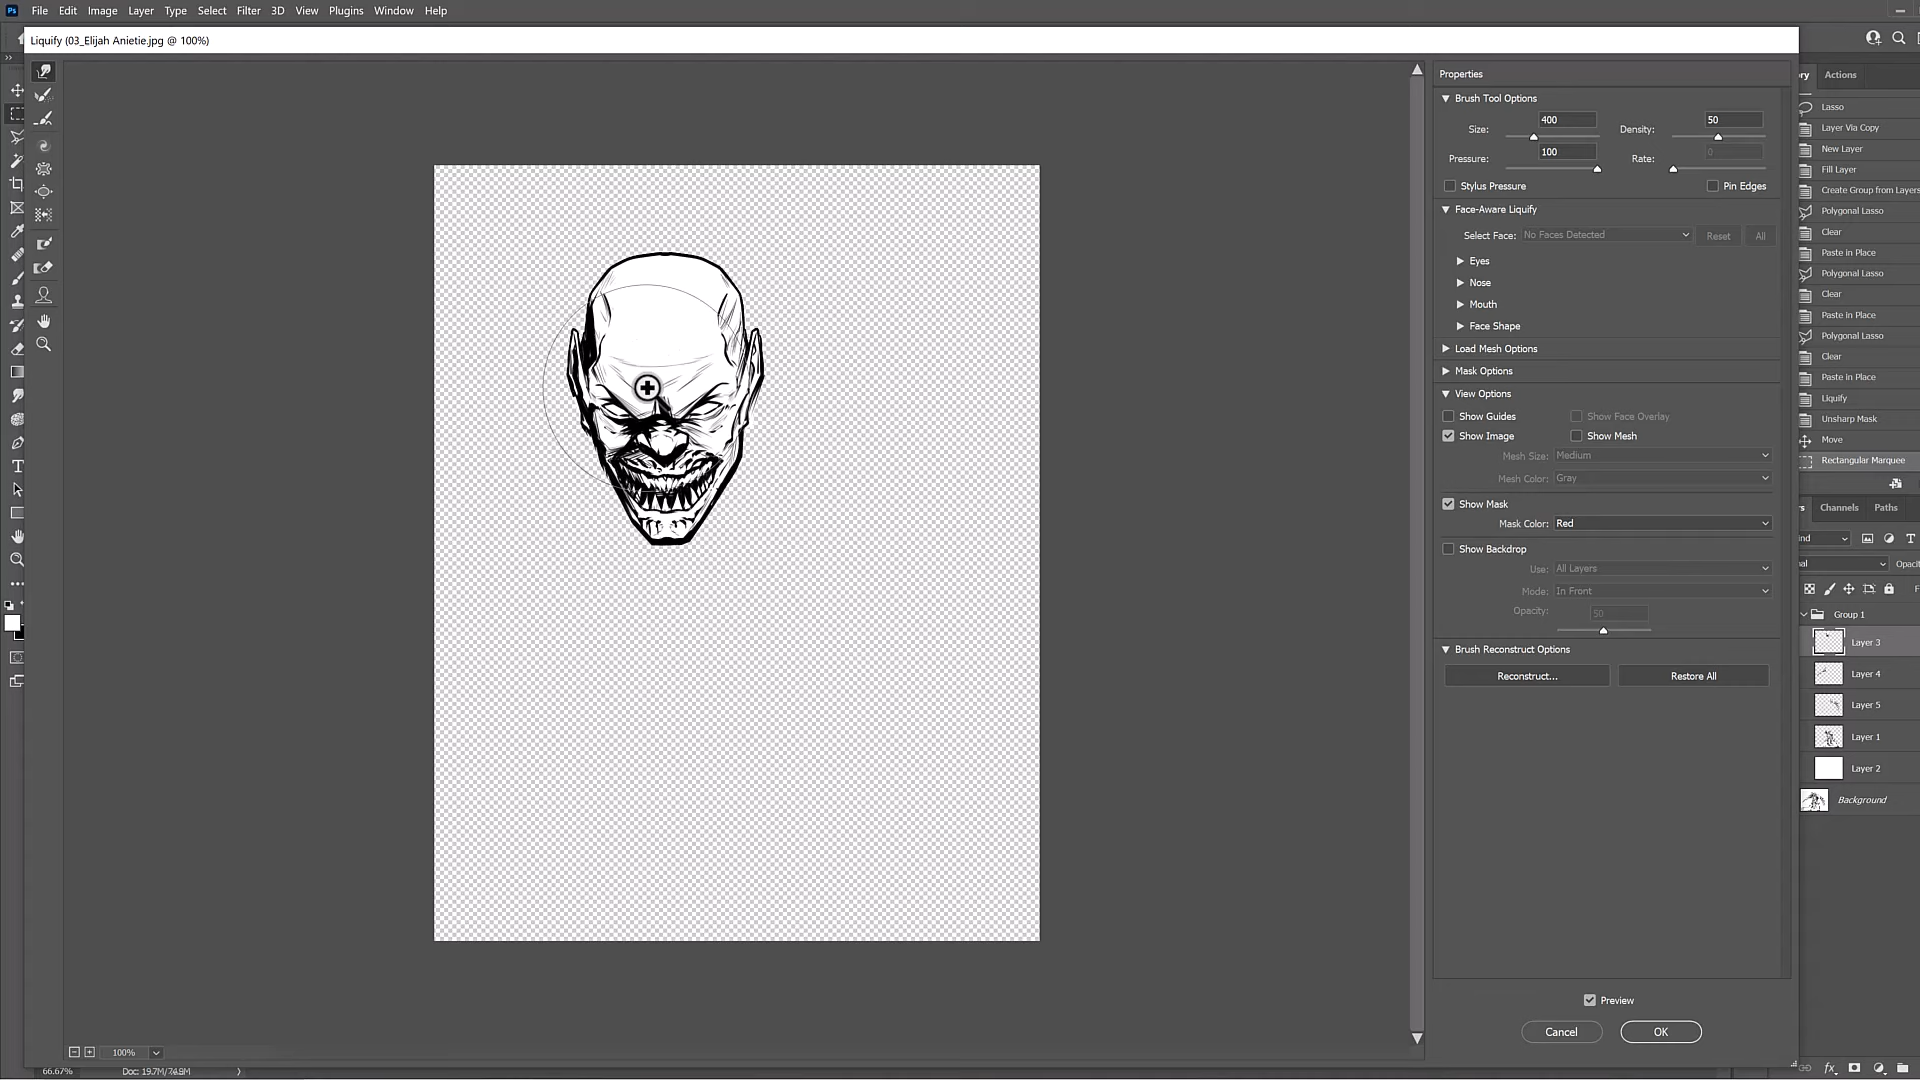 Ps File Edit Image Layer Type Select Filter 3D View Plugins Window Help
Liquify (03_Elijah Anietie.jpg @ 100%)
Properties
Brush Tool Options
Size: 400 Density: 50
Pressure: 100 Rate: 0
Stylus Pressure Pin Edges
Face-Aware Liquify
Select Face: No Faces Detected Reset All
Eyes
Nose
Mouth
Face Shape
Load Mesh Options
Mask Options
View Options
Show Guides Show Face Overlay
Show Image Show Mesh
Mesh Size: Medium
Mesh Color: Gray
Show Mask
Mask Color: Red
Show Backdrop
Use: All Layers
Mode: In Front
Opacity: 50
Brush Reconstruct Options
Reconstruct... Restore All
Preview
Cancel OK
100%
66.67% Doc: 19.7M/74.9M
ry Actions
Lasso
Layer Via Copy
New Layer
Fill Layer
Create Group from Layers
Polygonal Lasso
Clear
Paste in Place
Polygonal Lasso
Clear
Paste in Place
Polygonal Lasso
Clear
Paste in Place
Liquify
Unsharp Mask
Move
Rectangular Marquee
rs Channels Paths
ind
al Opaci
F
Group 1
Layer 3
Layer 4
Layer 5
Layer 1
Layer 2
Background
fx